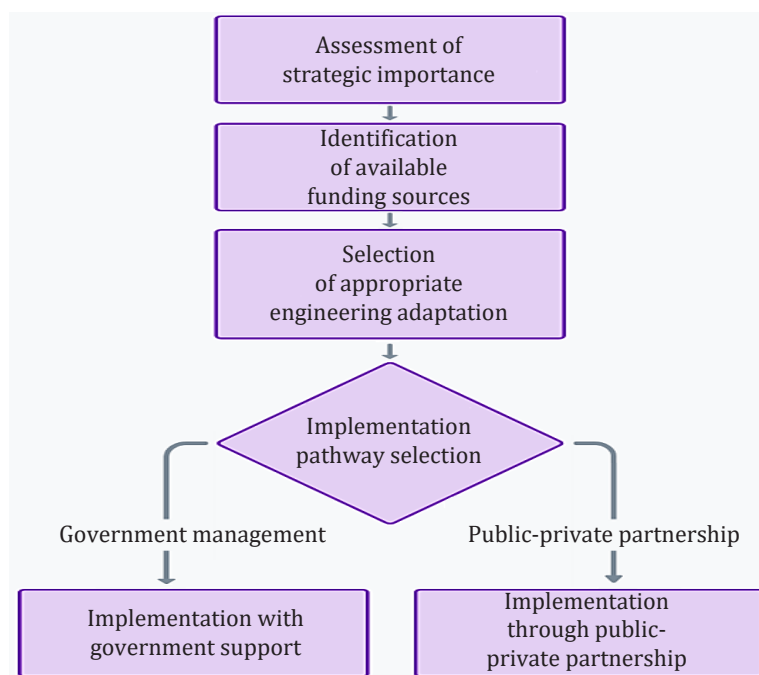 Assessment of
strategic importance
Identification
of available
funding sources
Selection
of appropriate
engineering adaptation
Implementation
pathway selection
Government management
Public-private partnership
Implementation with
government support
Implementation
through public-
private partnership